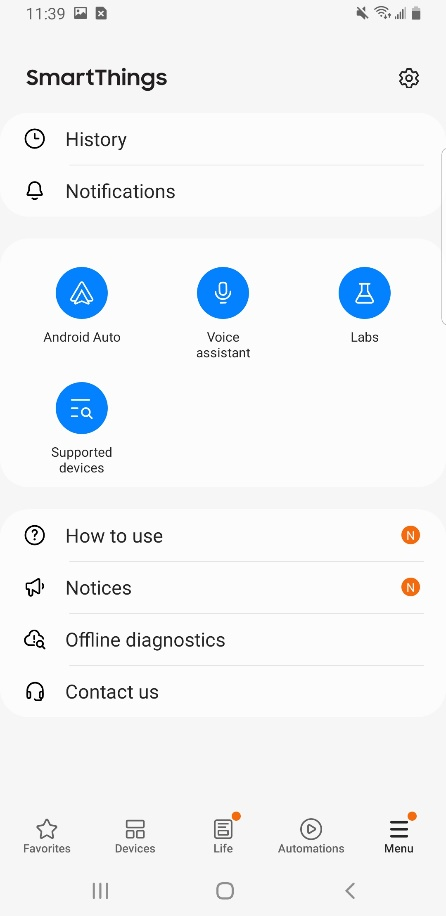 11:39
SmartThings
History
Notifications
Android Auto
Voice
assistant
Labs
Supported
devices
How to use
N
Notices
N
Offline diagnostics
Contact us
Favorites
Devices
Life
Automations
Menu